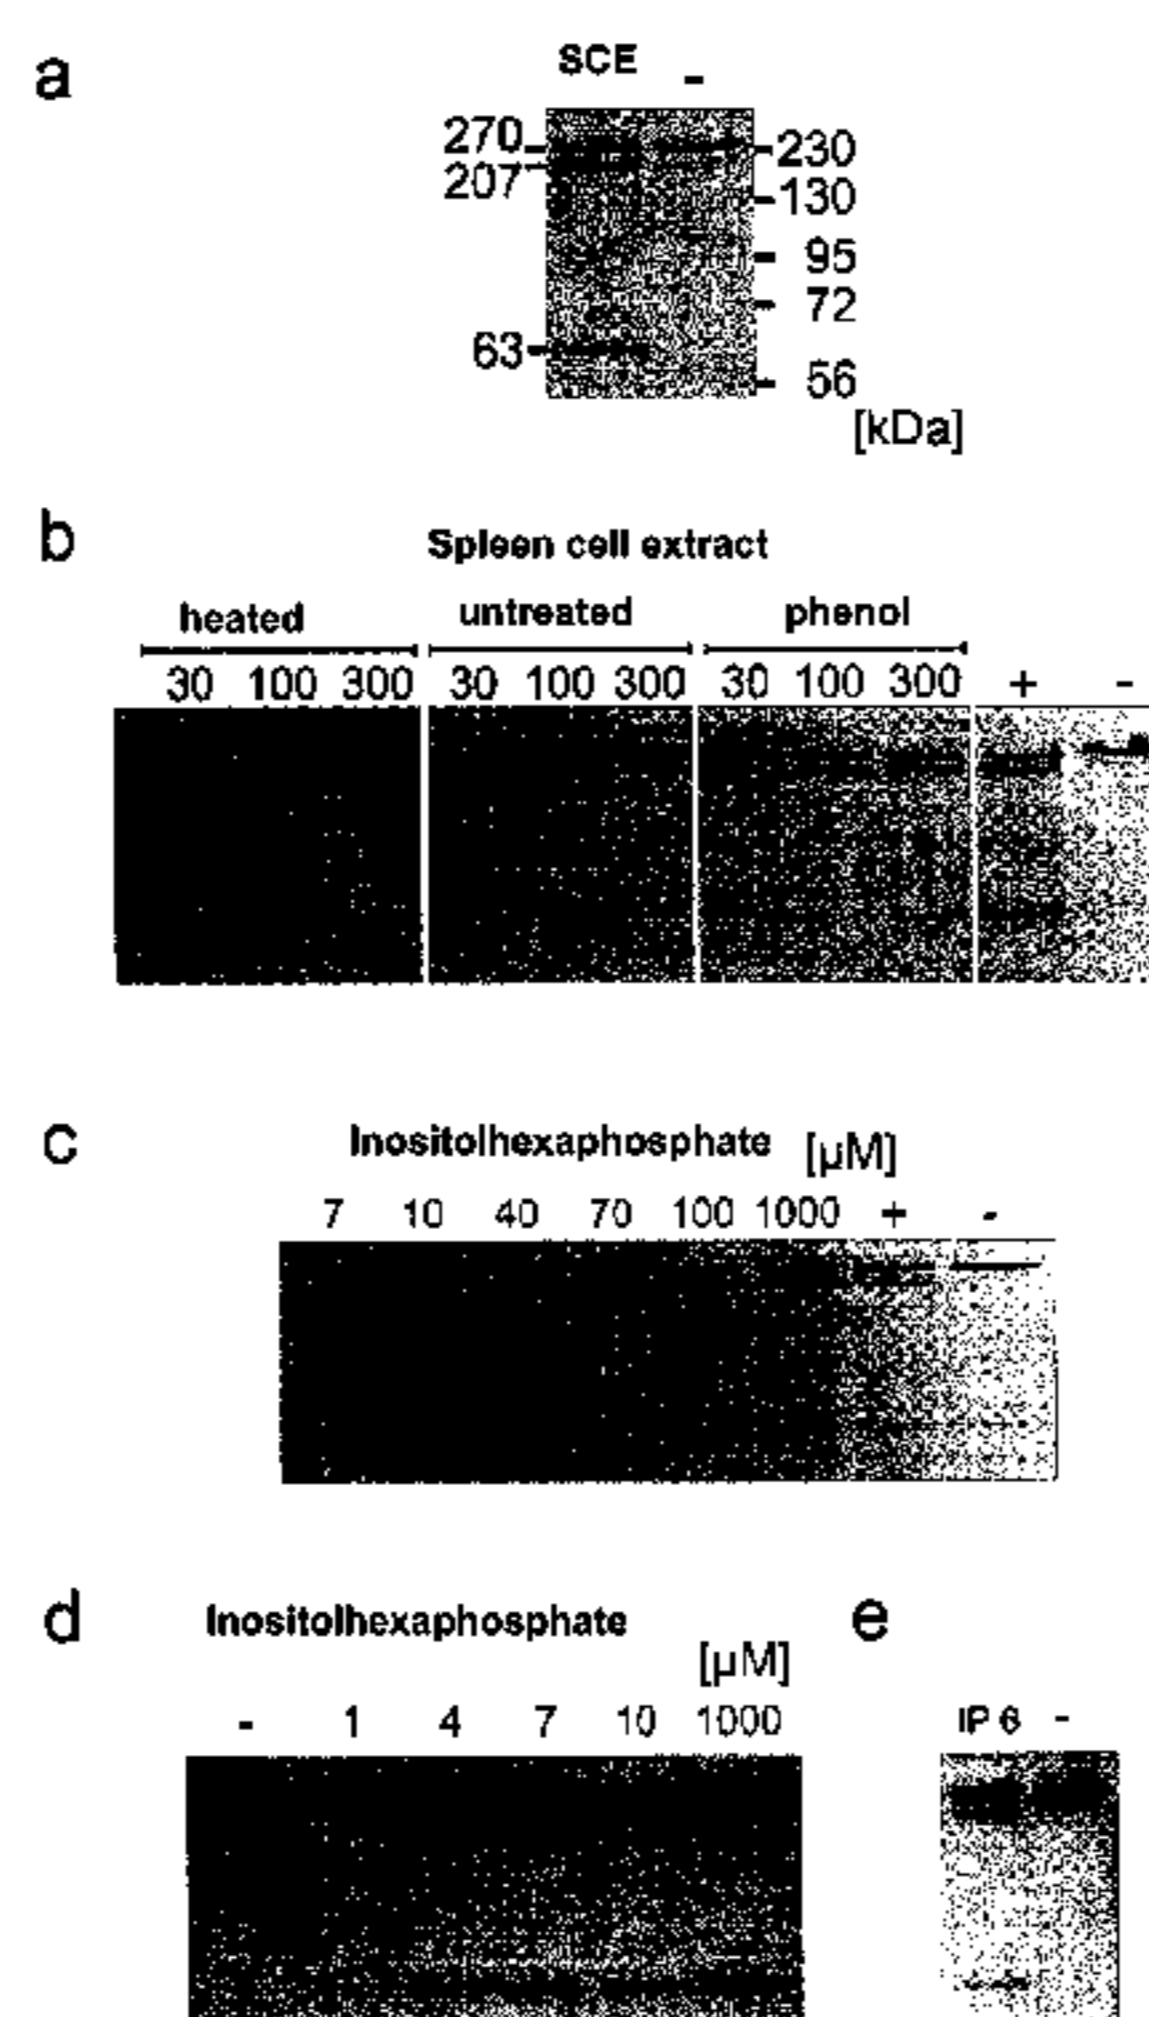 a
SCE -
270 230
207 130
95
72
63
56
[kDa]
b
Spleen cell extract
heated untreated phenol
30 100 300 30 100 300 30 100 300 + -
c
Inositolhexaphosphate [µM]
7 10 40 70 100 1000 + -
d e
Inositolhexaphosphate
[µM]
- 1 4 7 10 1000
IP 6 -